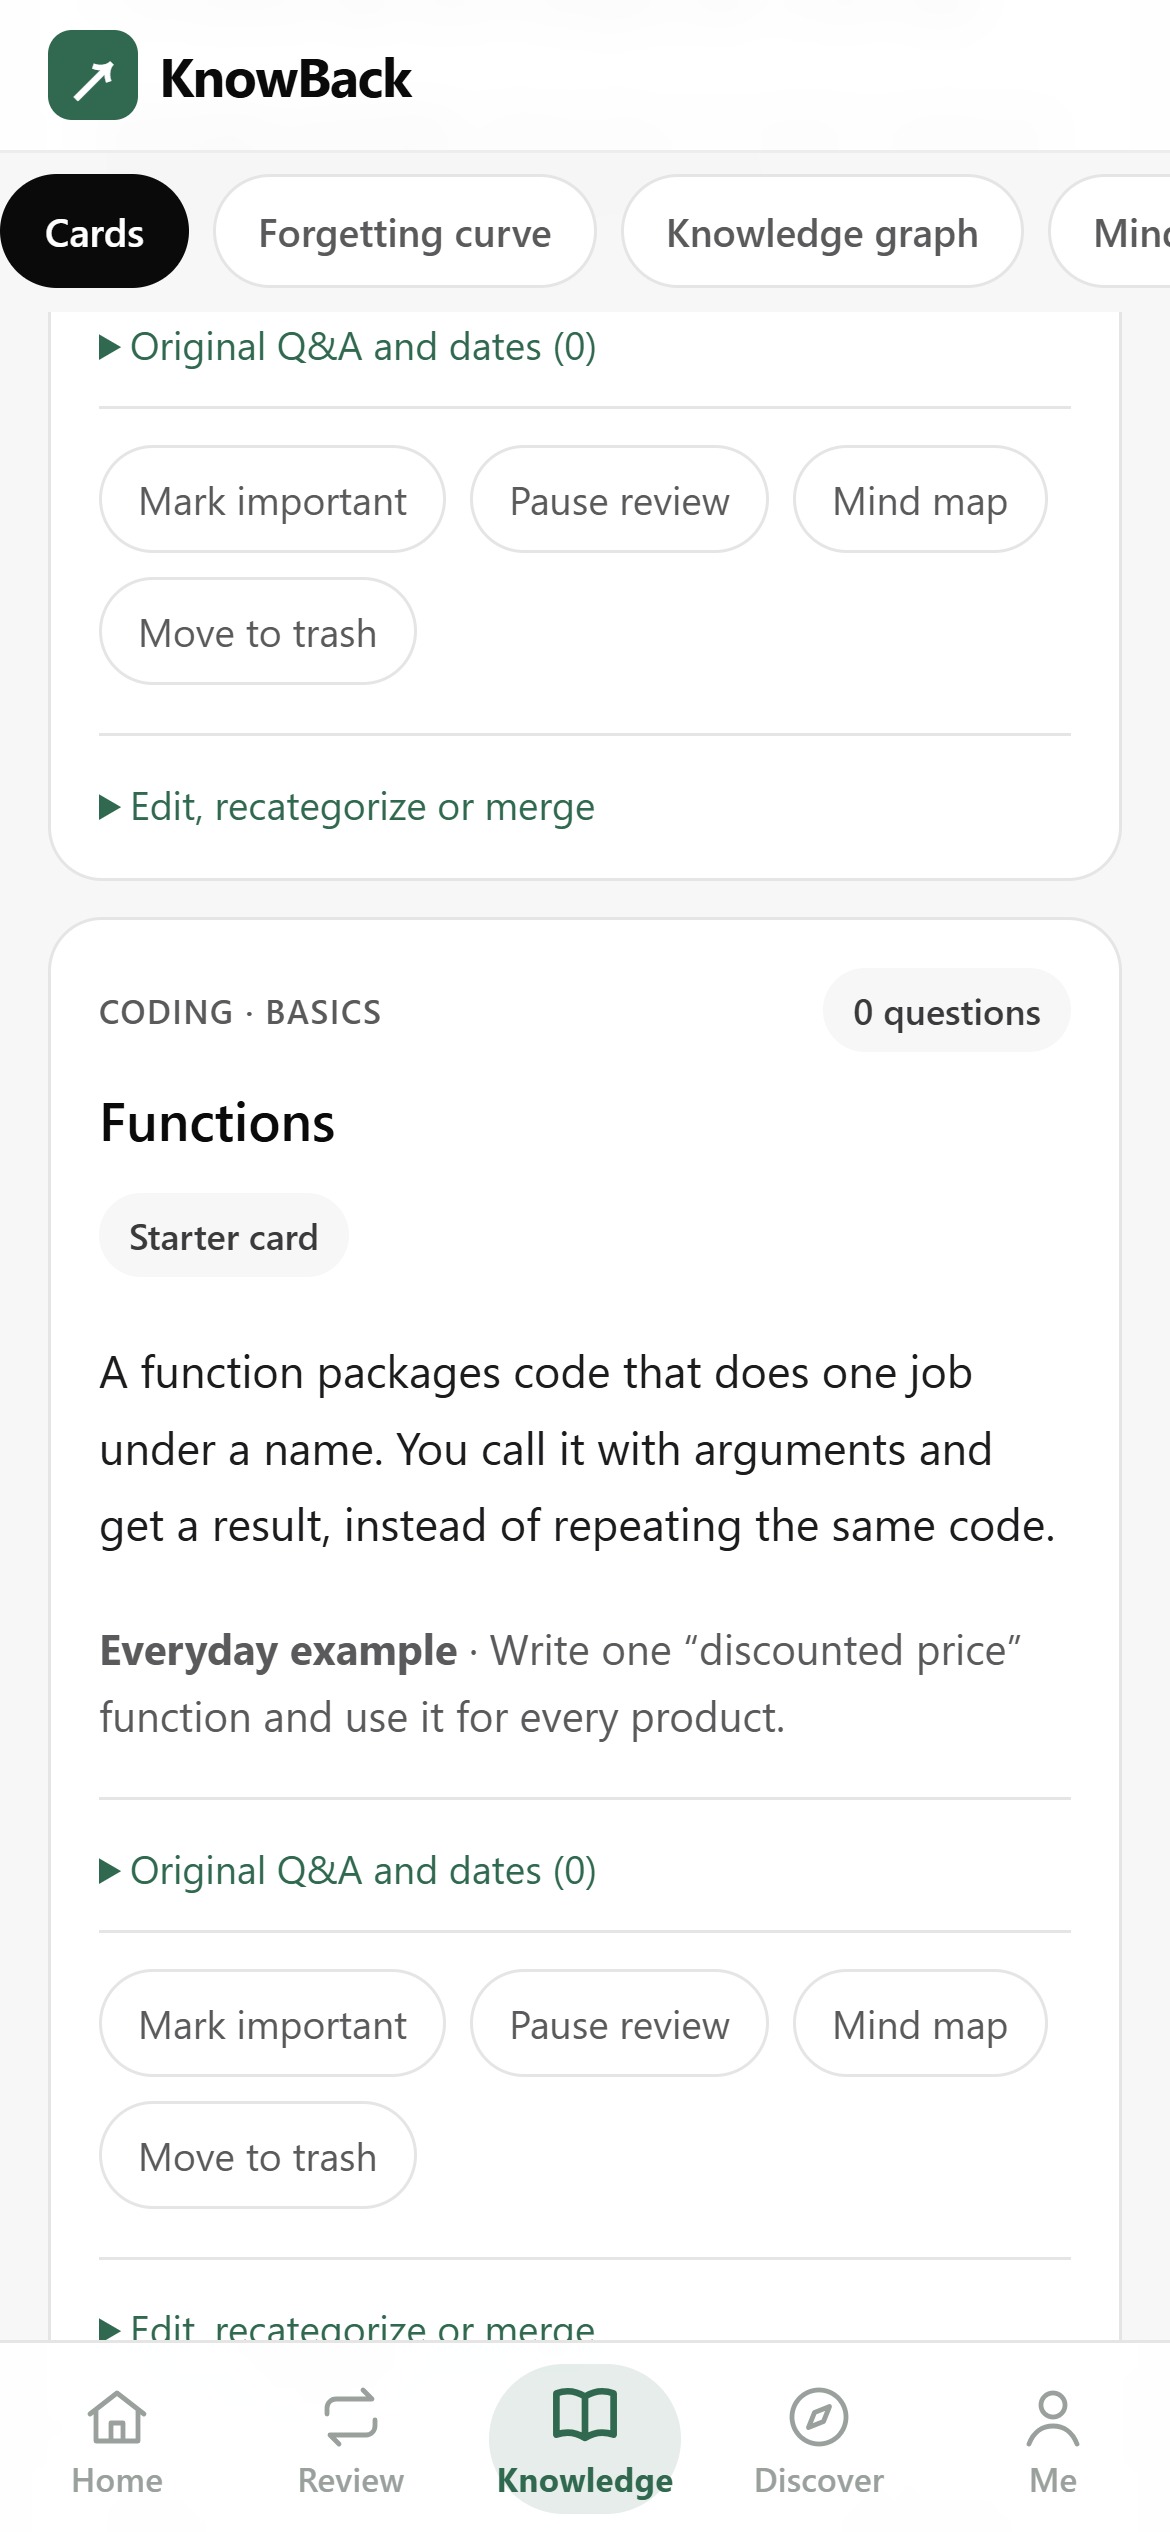 KnowBack
Cards
Forgetting curve
Knowledge graph
Original Q&A and dates (0)
Mark important
Pause review
Mind map
Move to trash
Edit, recategorize or merge
CODING · BASICS
0 questions
Functions
Starter card
A function packages code that does one job
under a name. You call it with arguments and
get a result, instead of repeating the same code.
Everyday example · Write one “discounted price”
function and use it for every product.
Original Q&A and dates (0)
Mark important
Pause review
Mind map
Move to trash
Edit, recategorize or merge
Home
Review
Knowledge
Discover
Me